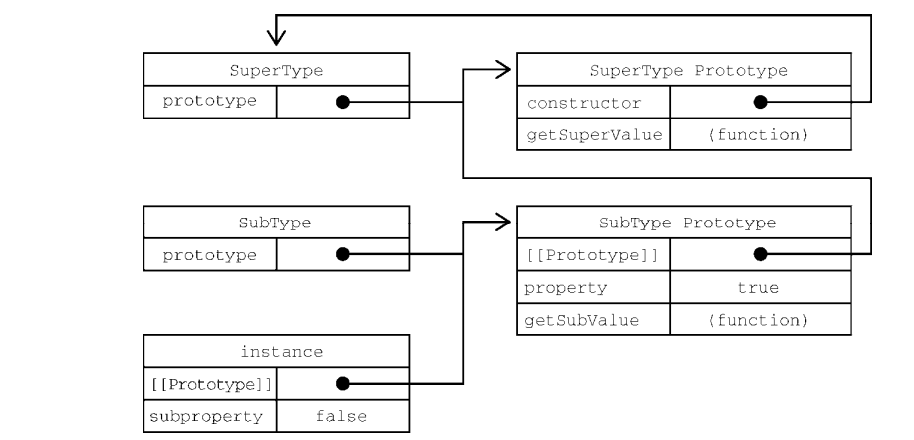 SuperType
prototype
SuperType Prototype
constructor
getSuperValue (function)
SubType
prototype
SubType Prototype
[[Prototype]]
property true
getSubValue (function)
instance
[[Prototype]]
subproperty false